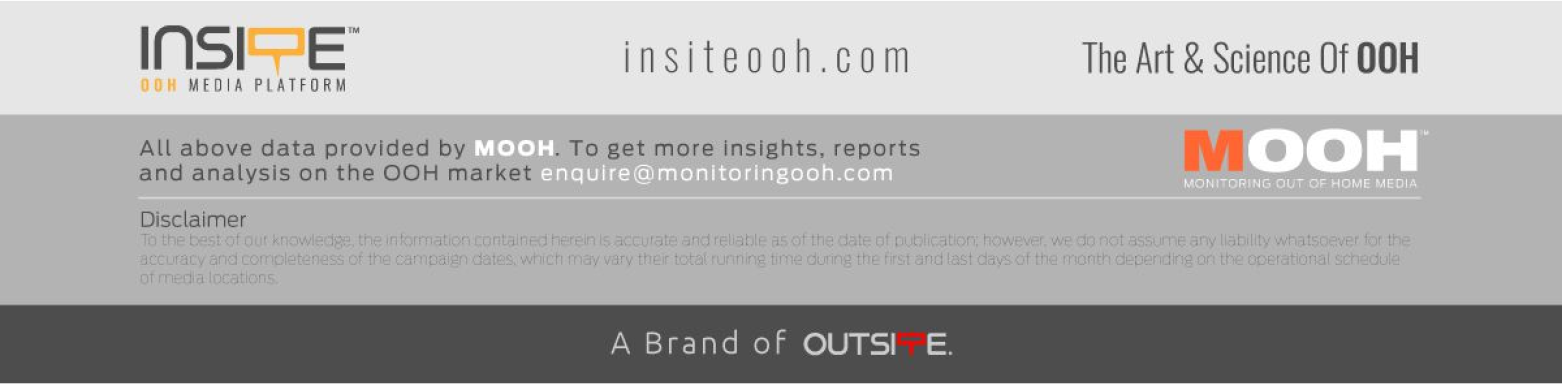 INSITE™
OOH MEDIA PLATFORM
insiteooh.com
The Art & Science Of OOH
All above data provided by MOOH. To get more insights, reports
and analysis on the OOH market enquire@monitoringooh.com
MOOH™
MONITORING OUT OF HOME MEDIA
Disclaimer
To the best of our knowledge, the information contained herein is accurate and reliable as of the date of publication; however, we do not assume any liability whatsoever for the
accuracy and completeness of the campaign dates, which may vary their total running time during the first and last days of the month depending on the operational schedule
of media locations.
A Brand of OUTSITE.